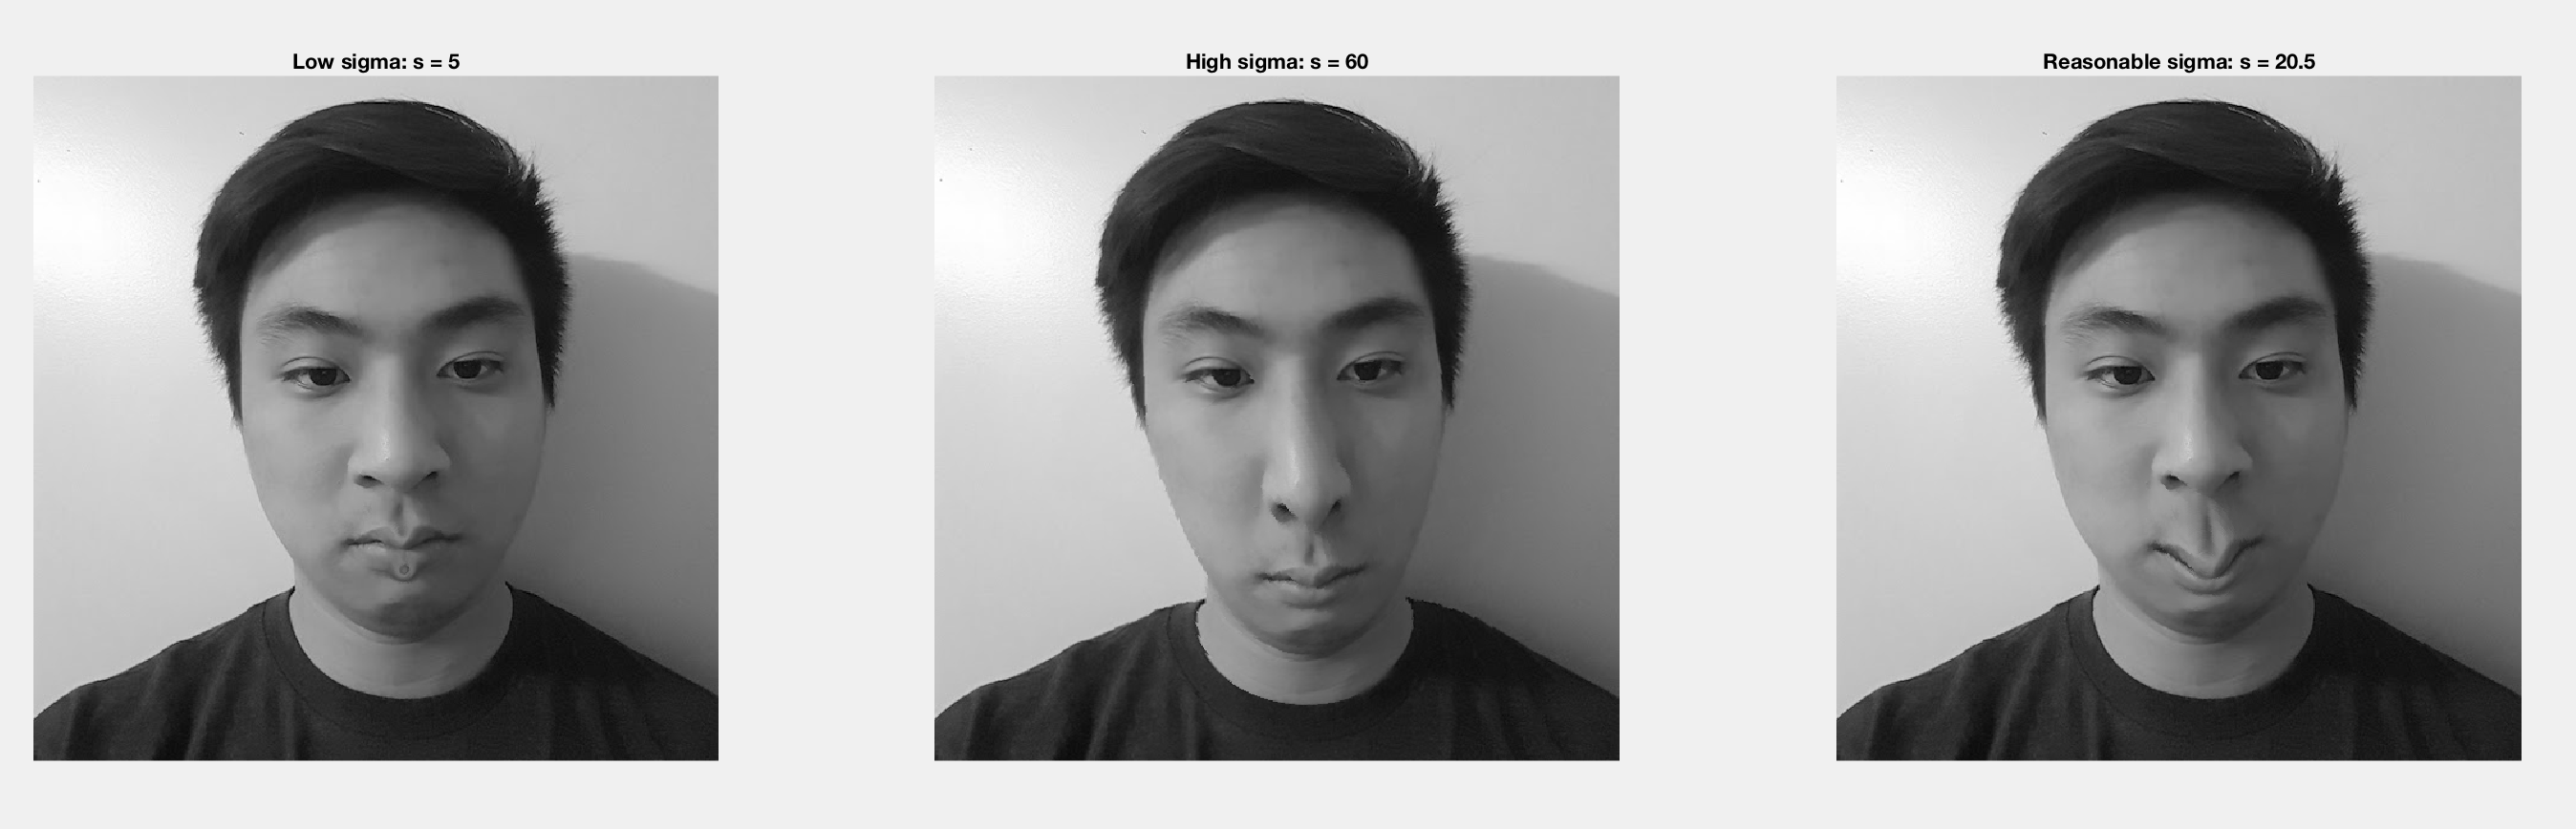 Low sigma: s = 5
High sigma: s = 60
Reasonable sigma: s = 20.5